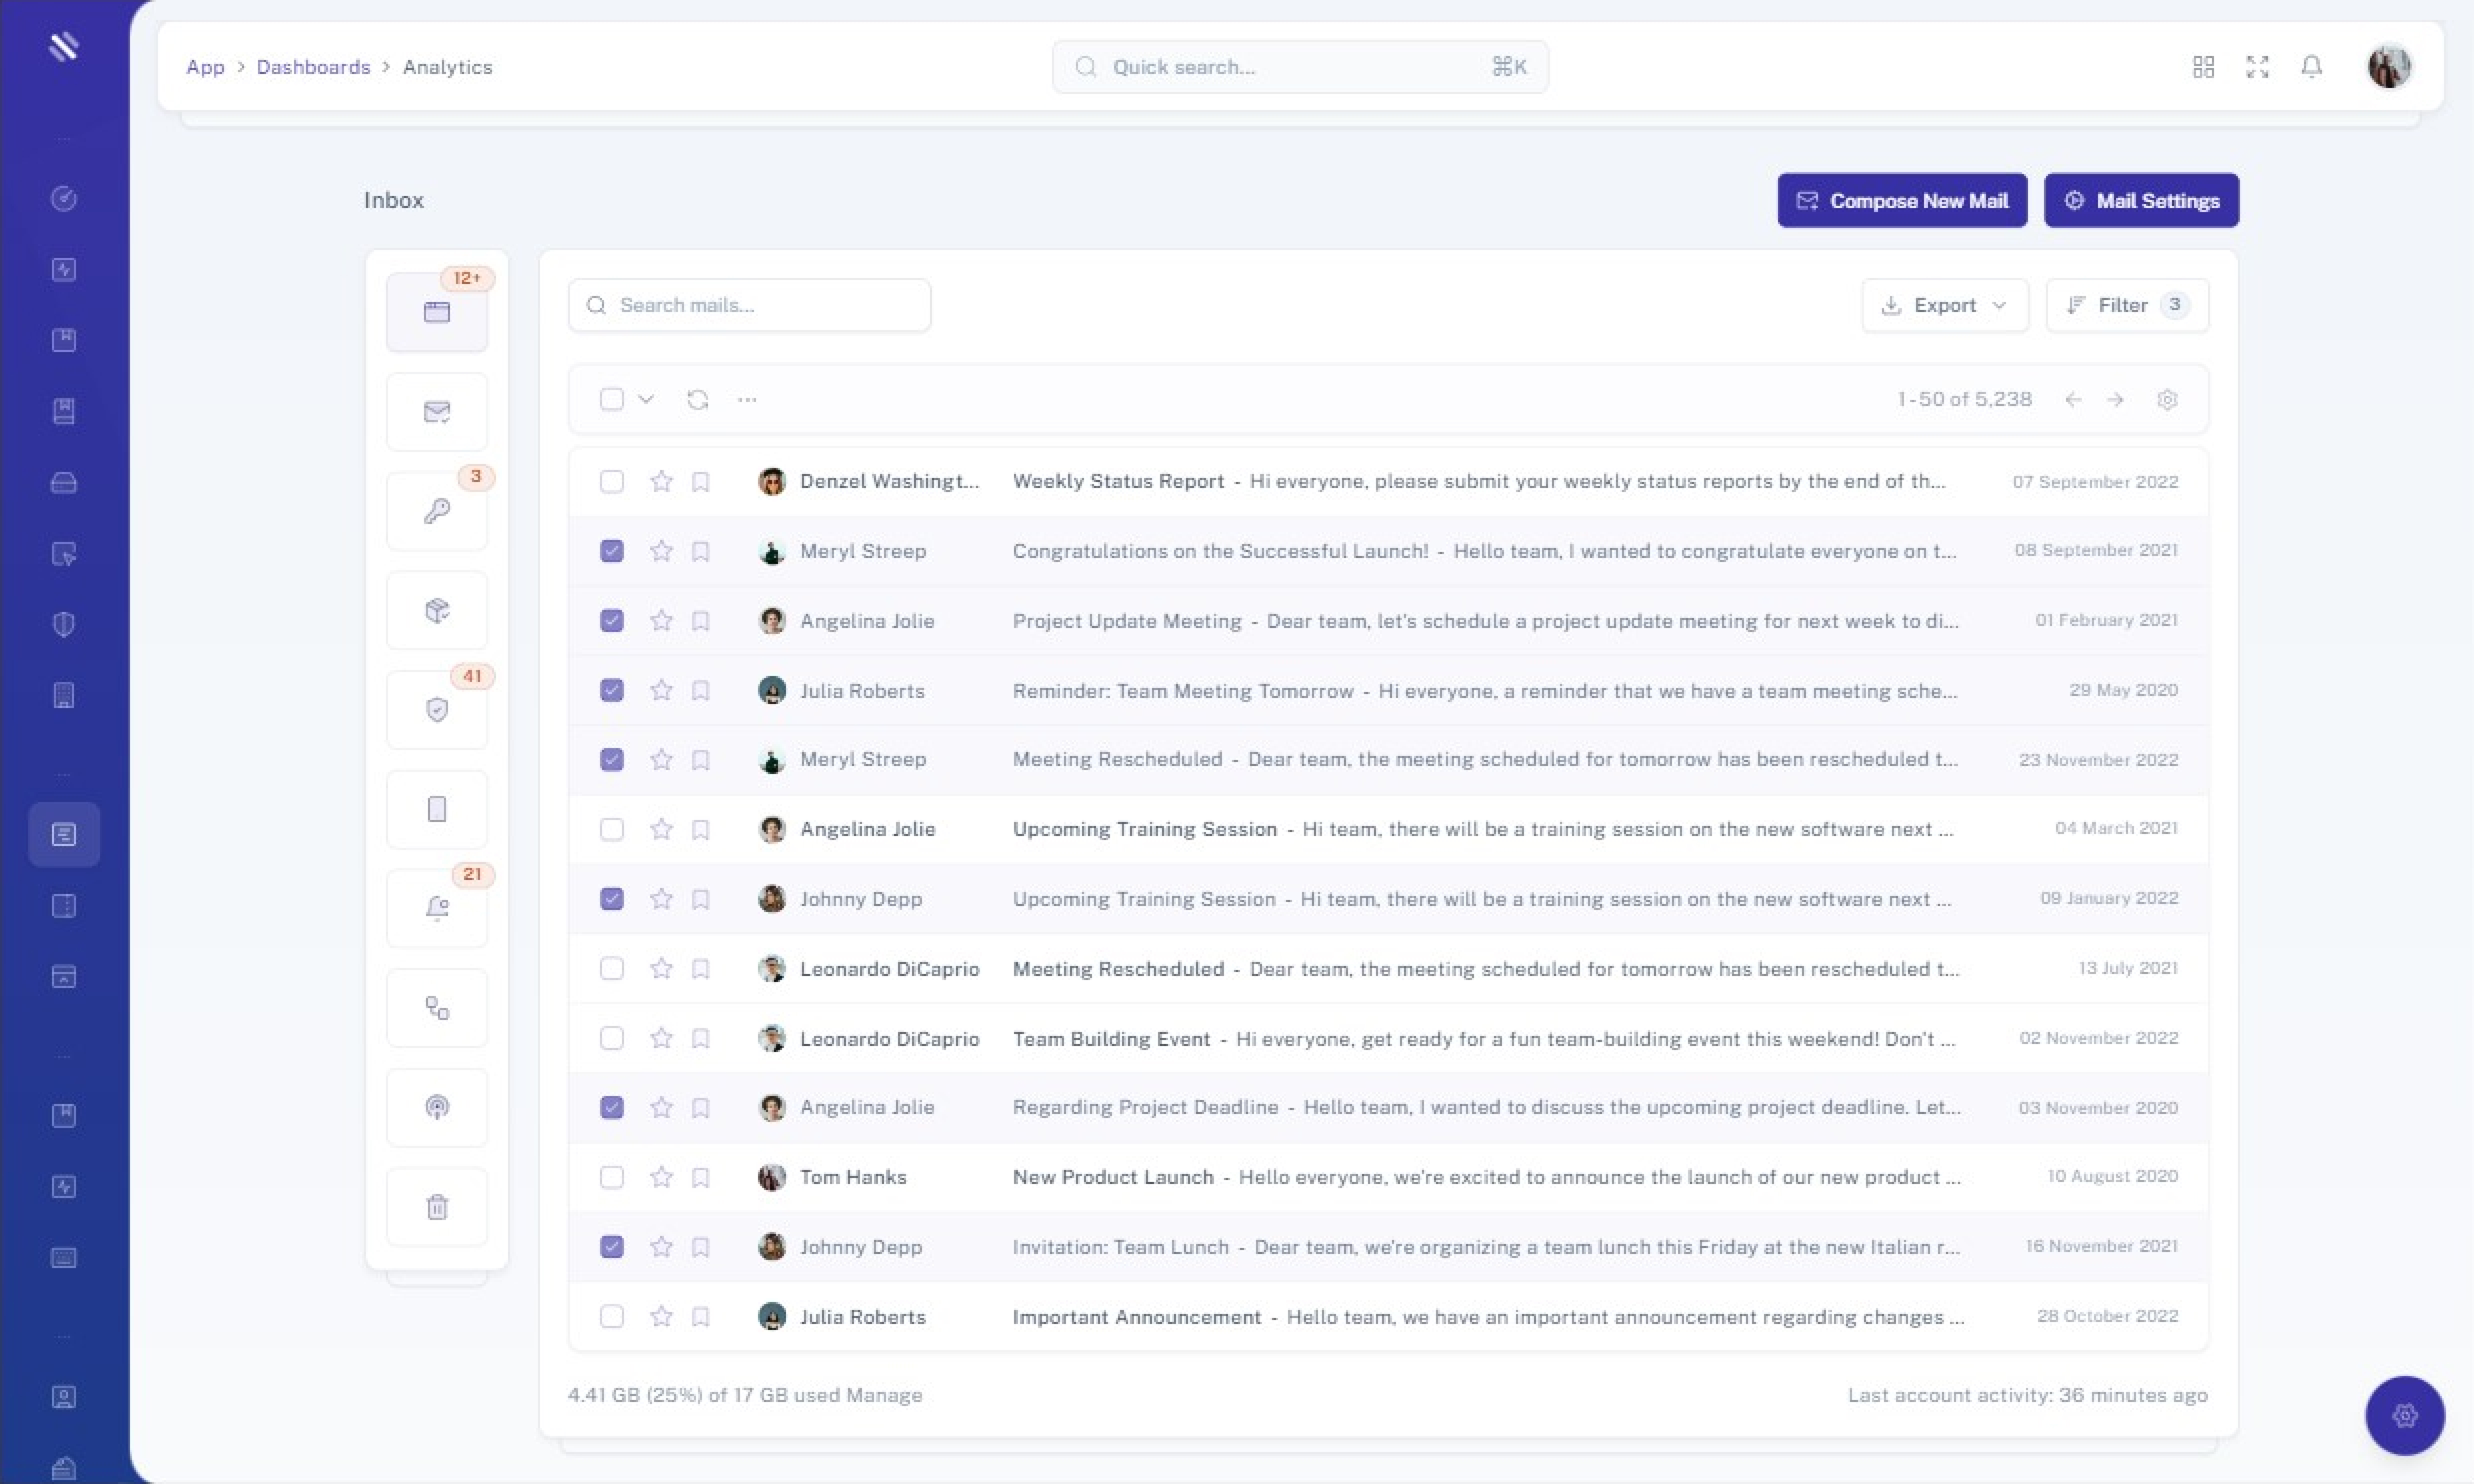 App > Dashboards > Analytics
Quick search... ⌘K
Inbox
Compose New Mail
Mail Settings
12+
3
41
21
Search mails...
Export
Filter 3
1-50 of 5,238
Denzel Washingt... Weekly Status Report - Hi everyone, please submit your weekly status reports by the end of th... 07 September 2022
Meryl Streep Congratulations on the Successful Launch! - Hello team, I wanted to congratulate everyone on t... 08 September 2021
Angelina Jolie Project Update Meeting - Dear team, let's schedule a project update meeting for next week to di... 01 February 2021
Julia Roberts Reminder: Team Meeting Tomorrow - Hi everyone, a reminder that we have a team meeting sche... 29 May 2020
Meryl Streep Meeting Rescheduled - Dear team, the meeting scheduled for tomorrow has been rescheduled t... 23 November 2022
Angelina Jolie Upcoming Training Session - Hi team, there will be a training session on the new software next ... 04 March 2021
Johnny Depp Upcoming Training Session - Hi team, there will be a training session on the new software next ... 09 January 2022
Leonardo DiCaprio Meeting Rescheduled - Dear team, the meeting scheduled for tomorrow has been rescheduled t... 13 July 2021
Leonardo DiCaprio Team Building Event - Hi everyone, get ready for a fun team-building event this weekend! Don't ... 02 November 2022
Angelina Jolie Regarding Project Deadline - Hello team, I wanted to discuss the upcoming project deadline. Let... 03 November 2020
Tom Hanks New Product Launch - Hello everyone, we're excited to announce the launch of our new product ... 10 August 2020
Johnny Depp Invitation: Team Lunch - Dear team, we're organizing a team lunch this Friday at the new Italian r... 16 November 2021
Julia Roberts Important Announcement - Hello team, we have an important announcement regarding changes ... 28 October 2022
4.41 GB (25%) of 17 GB used Manage
Last account activity: 36 minutes ago